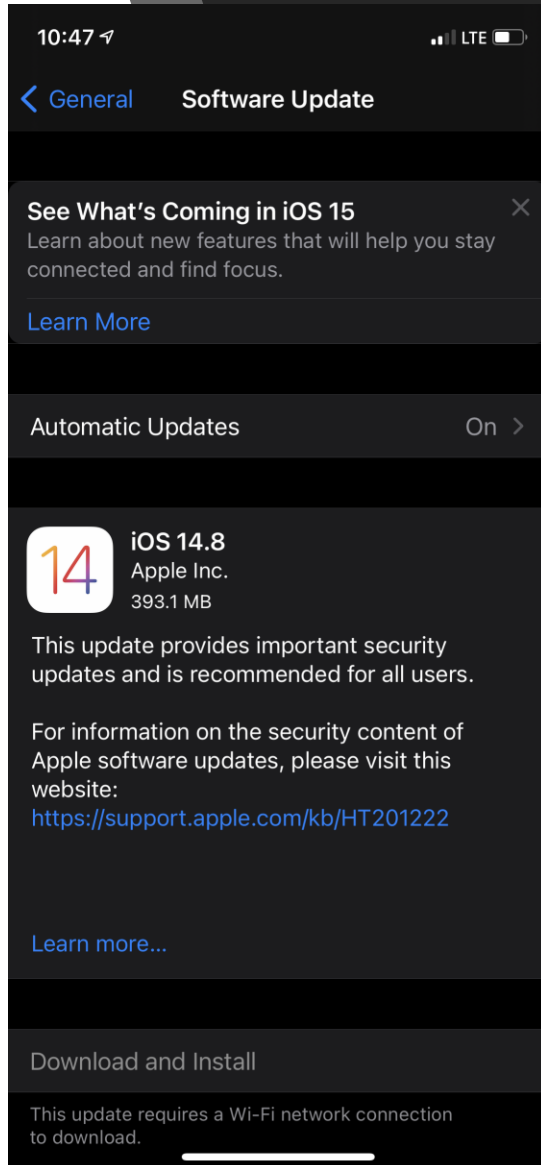 10:47 LTE
General Software Update
See What's Coming in iOS 15
Learn about new features that will help you stay
connected and find focus.
Learn More
Automatic Updates On
14
iOS 14.8
Apple Inc.
393.1 MB
This update provides important security
updates and is recommended for all users.
For information on the security content of
Apple software updates, please visit this
website:
https://support.apple.com/kb/HT201222
Learn more...
Download and Install
This update requires a Wi-Fi network connection
to download.